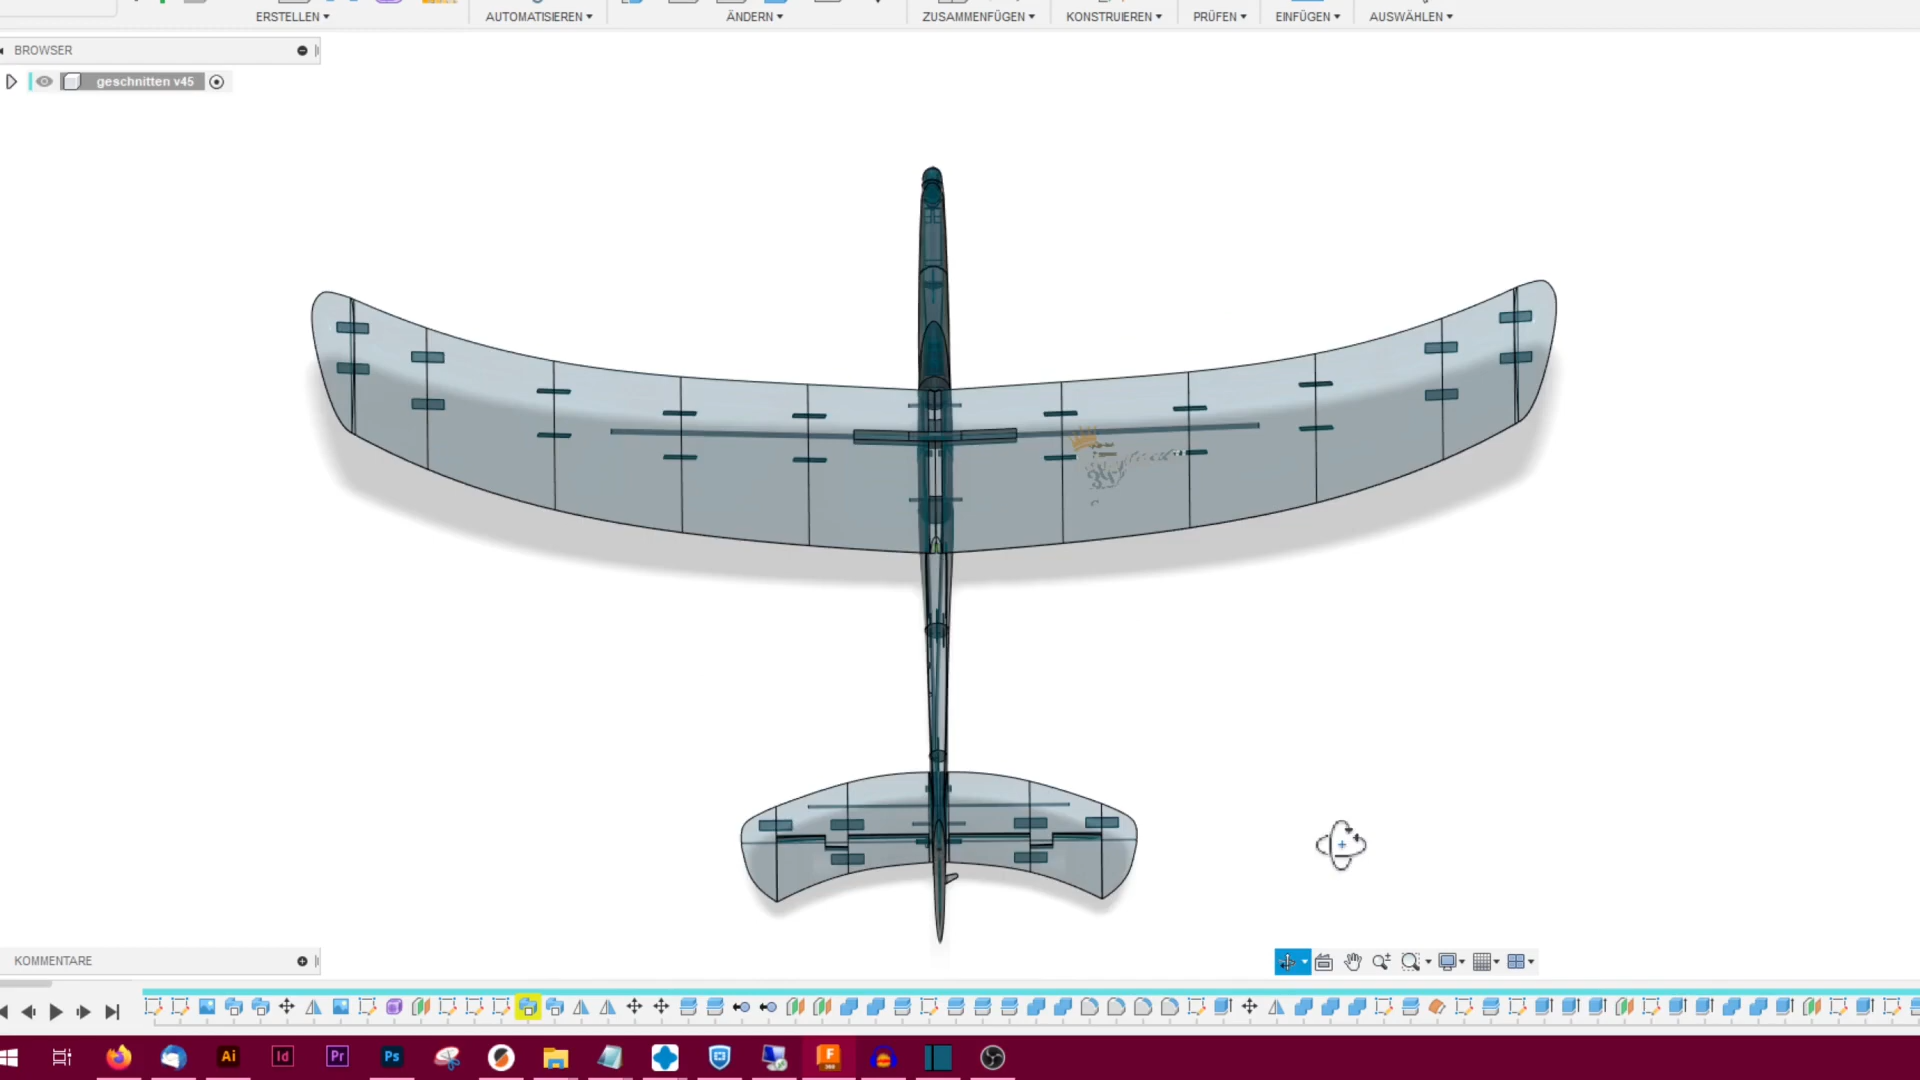 ERSTELLEN
AUTOMATISIEREN
ÄNDERN
ZUSAMMENFÜGEN
KONSTRUIEREN
PRÜFEN
EINFÜGEN
AUSWÄHLEN
BROWSER
geschnitten v45
KOMMENTARE
Ai
Id
Pr
Ps
F